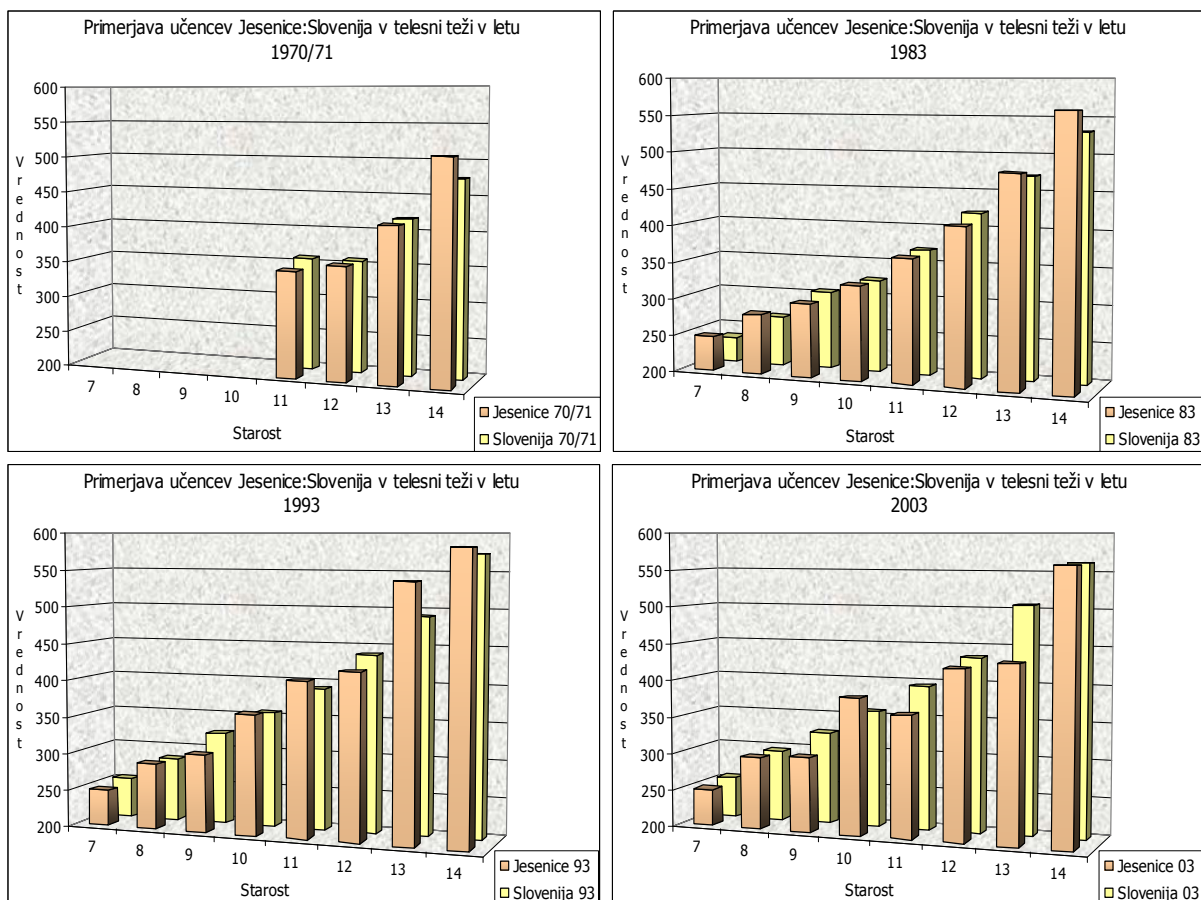 Primerjava učencev Jesenice:Slovenija v telesni teži v letu
1970/71
600
550
500
450
400
350
300
250
200
Vrednost
7 8 9 10 11 12 13 14
Starost
Jesenice 70/71
Slovenija 70/71
Primerjava učencev Jesenice:Slovenija v telesni teži v letu
1983
600
550
500
450
400
350
300
250
200
Vrednost
7 8 9 10 11 12 13 14
Starost
Jesenice 83
Slovenija 83
Primerjava učencev Jesenice:Slovenija v telesni teži v letu
1993
600
550
500
450
400
350
300
250
200
Vrednost
7 8 9 10 11 12 13 14
Starost
Jesenice 93
Slovenija 93
Primerjava učencev Jesenice:Slovenija v telesni teži v letu
2003
600
550
500
450
400
350
300
250
200
Vrednost
7 8 9 10 11 12 13 14
Starost
Jesenice 03
Slovenija 03